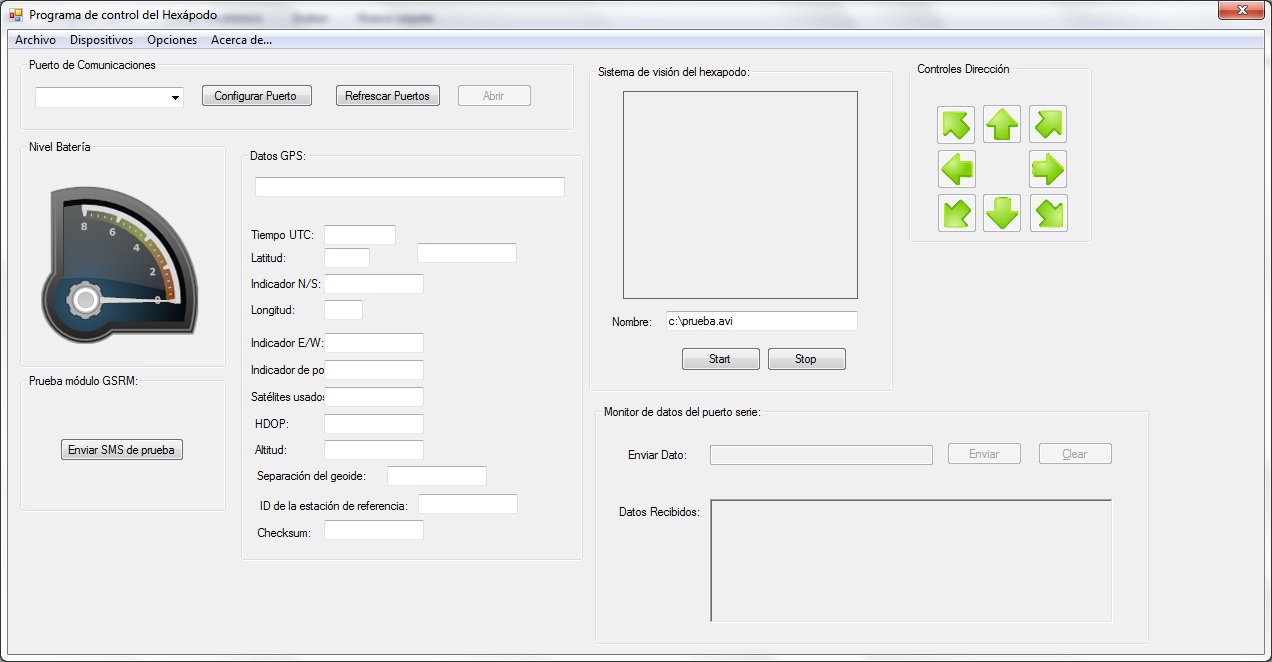 Programa de control del Hexápodo
Archivo Dispositivos Opciones Acerca de...
Puerto de Comunicaciones
Configurar Puerto
Refrescar Puertos
Abrir
Nivel Batería
8
6
4
2
0
Prueba módulo GSRM:
Enviar SMS de prueba
Datos GPS:
Tiempo UTC:
Latitud:
Indicador N/S:
Longitud:
Indicador E/W:
Indicador de po
Satélites usados
HDOP:
Altitud:
Separación del geoide:
ID de la estación de referencia:
Checksum:
Sistema de visión del hexapodo:
Nombre: c:\prueba.avi
Start
Stop
Controles Dirección
Monitor de datos del puerto serie:
Enviar Dato:
Enviar
Clear
Datos Recibidos: